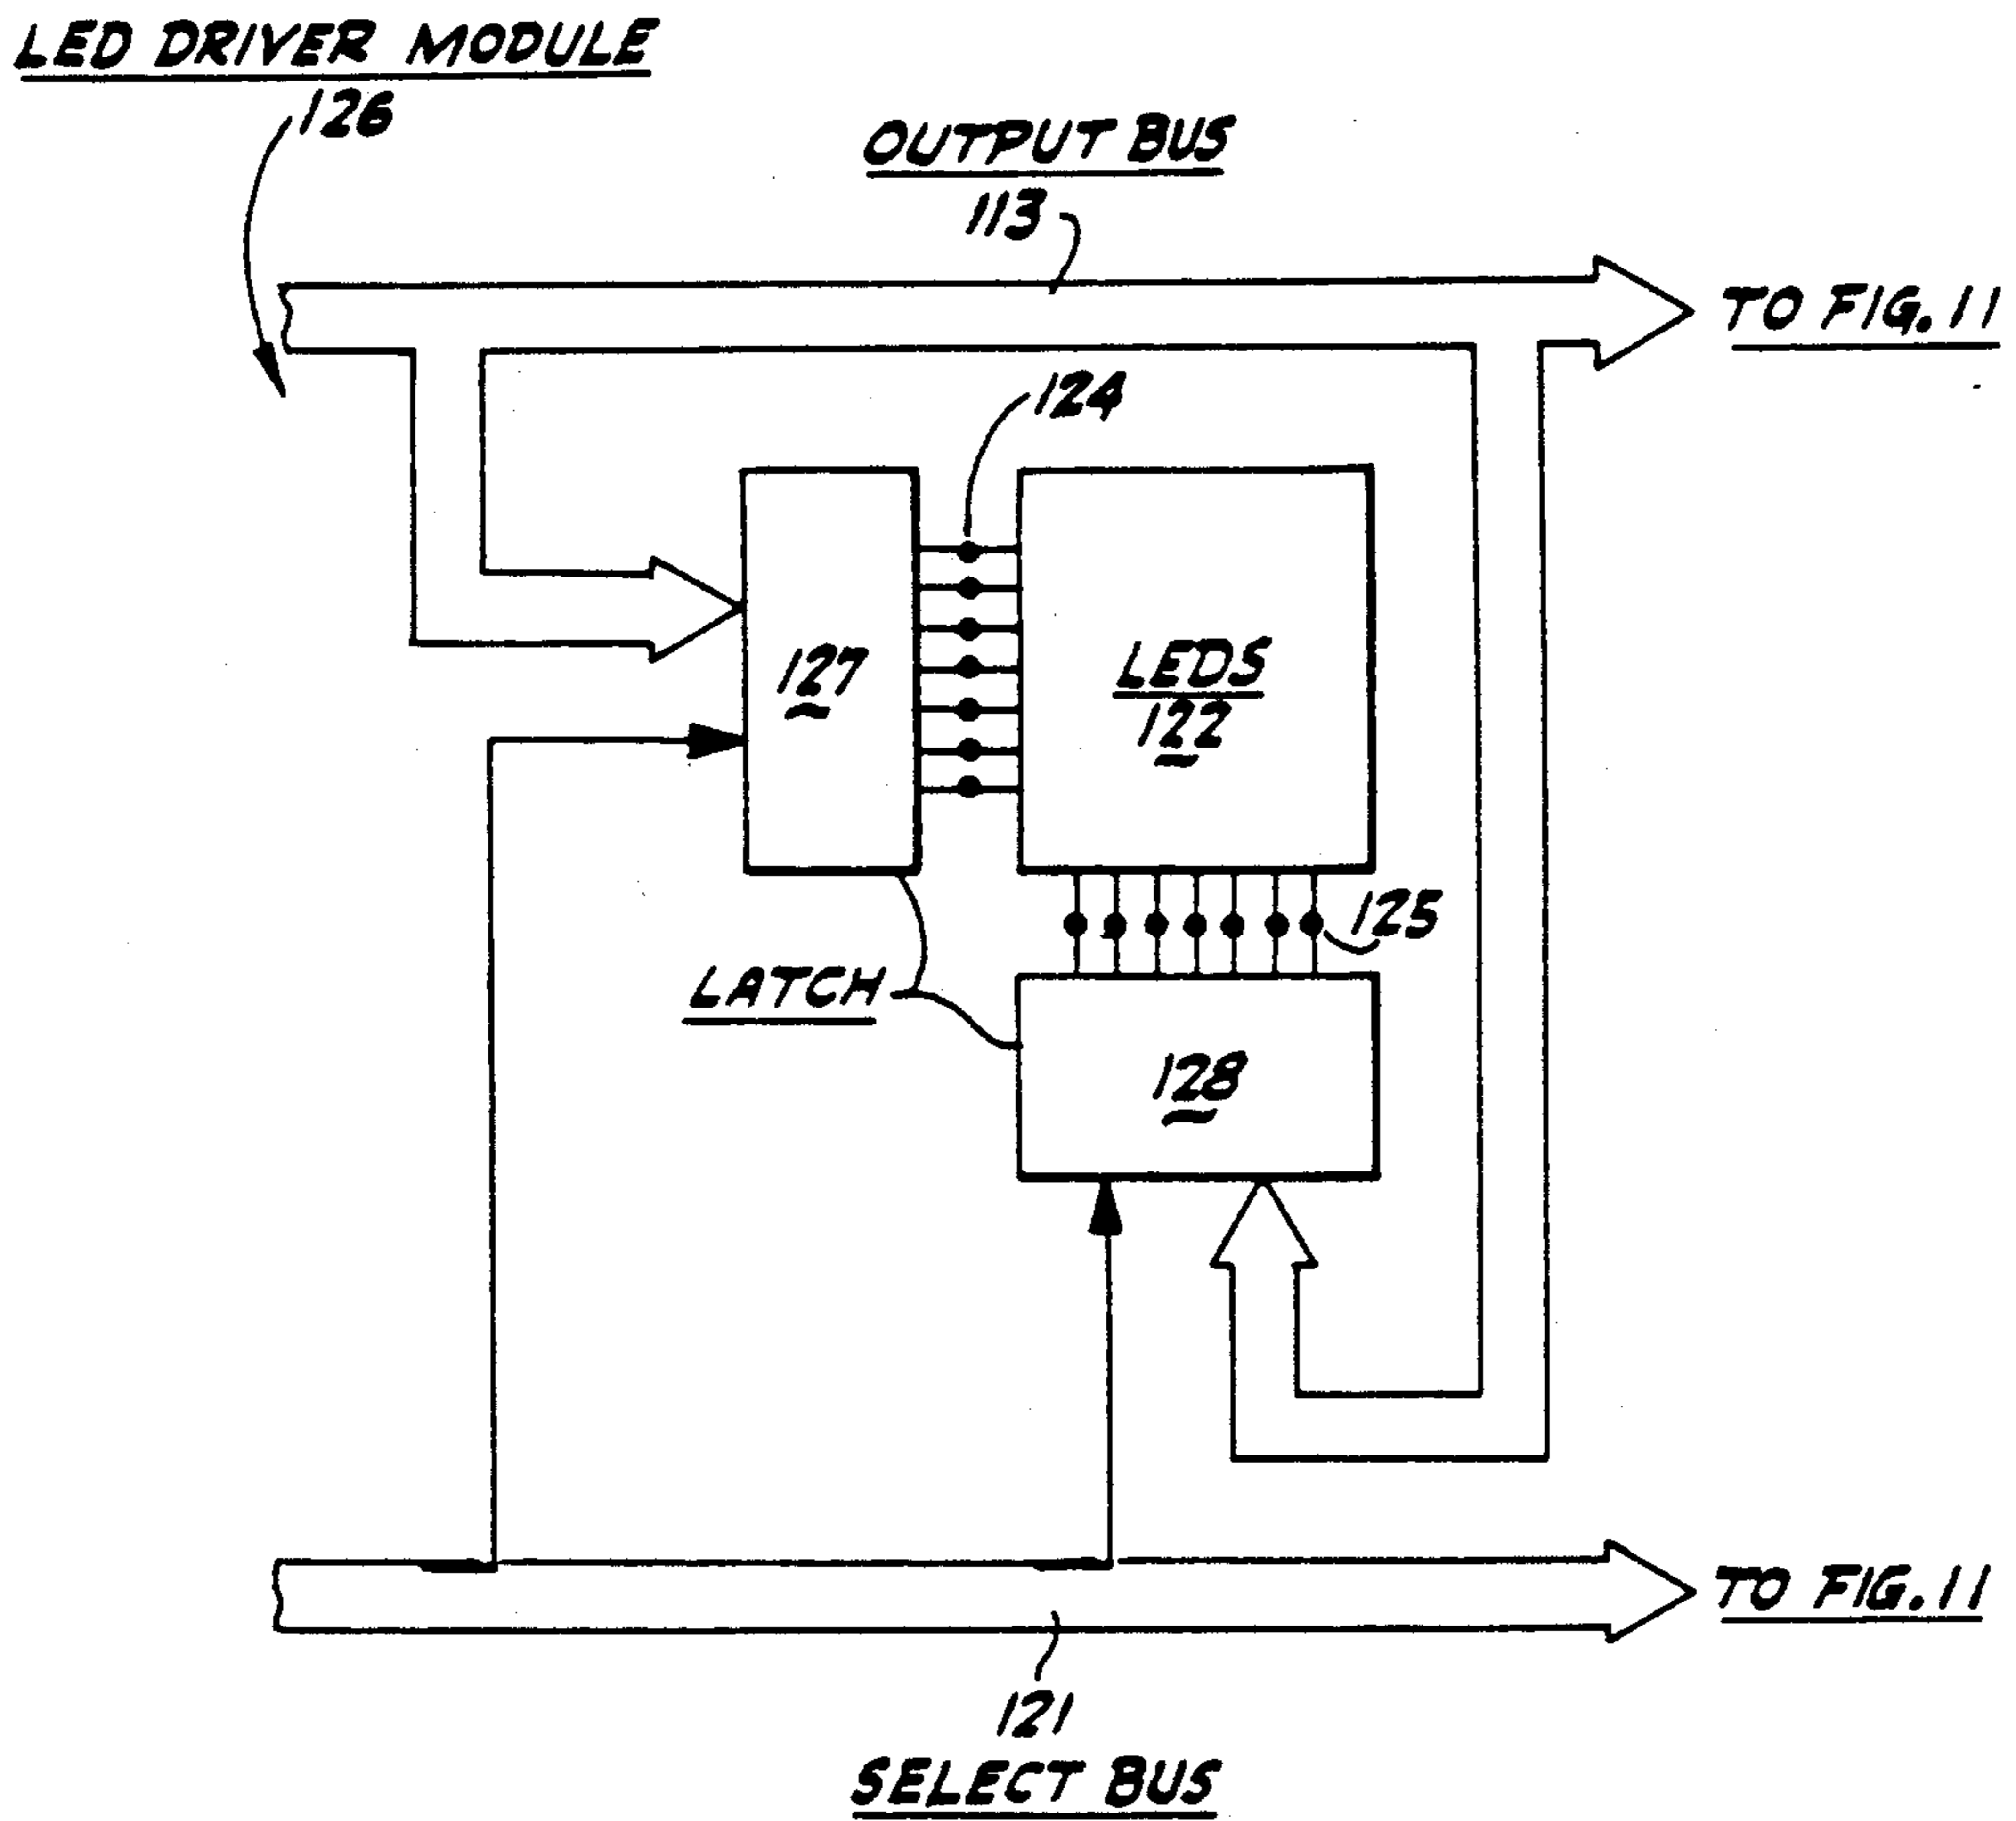 LED DRIVER MODULE
126
OUTPUT BUS
113
TO FIG. 11
124
127
LEDS
122
125
LATCH
128
TO FIG. 11
121
SELECT BUS